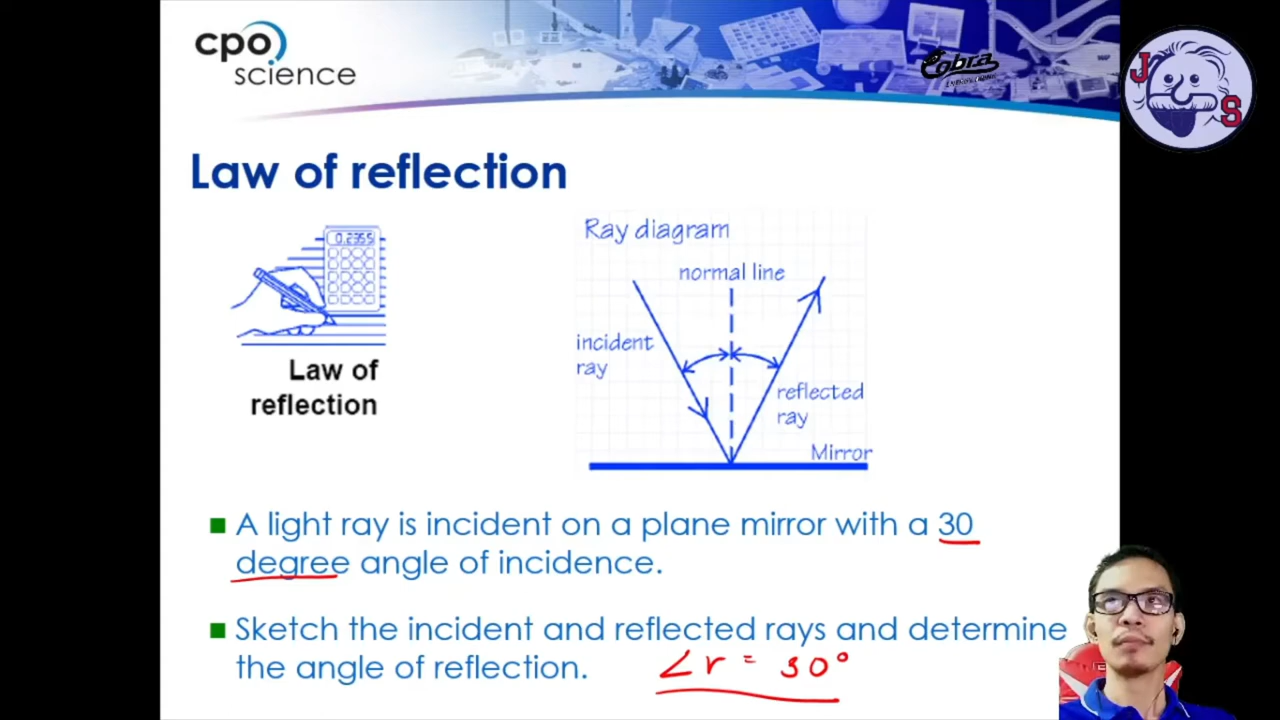 cpo
science
Cobra
J
S
Law of reflection
0.2355
Law of
reflection
Ray diagram
normal line
incident
ray
reflected
ray
Mirror
A light ray is incident on a plane mirror with a 30
degree angle of incidence.
Sketch the incident and reflected rays and determine
the angle of reflection.
∠r = 30°